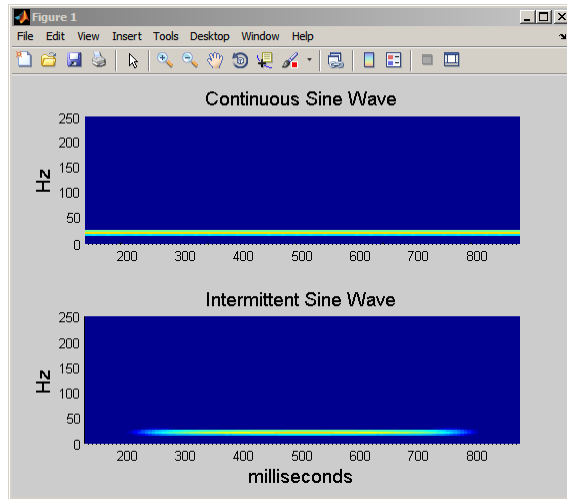 Figure 1
File Edit View Insert Tools Desktop Window Help
Continuous Sine Wave
250
200
150
100
50
0
Hz
200 300 400 500 600 700 800
Intermittent Sine Wave
250
200
150
100
50
0
Hz
200 300 400 500 600 700 800
milliseconds